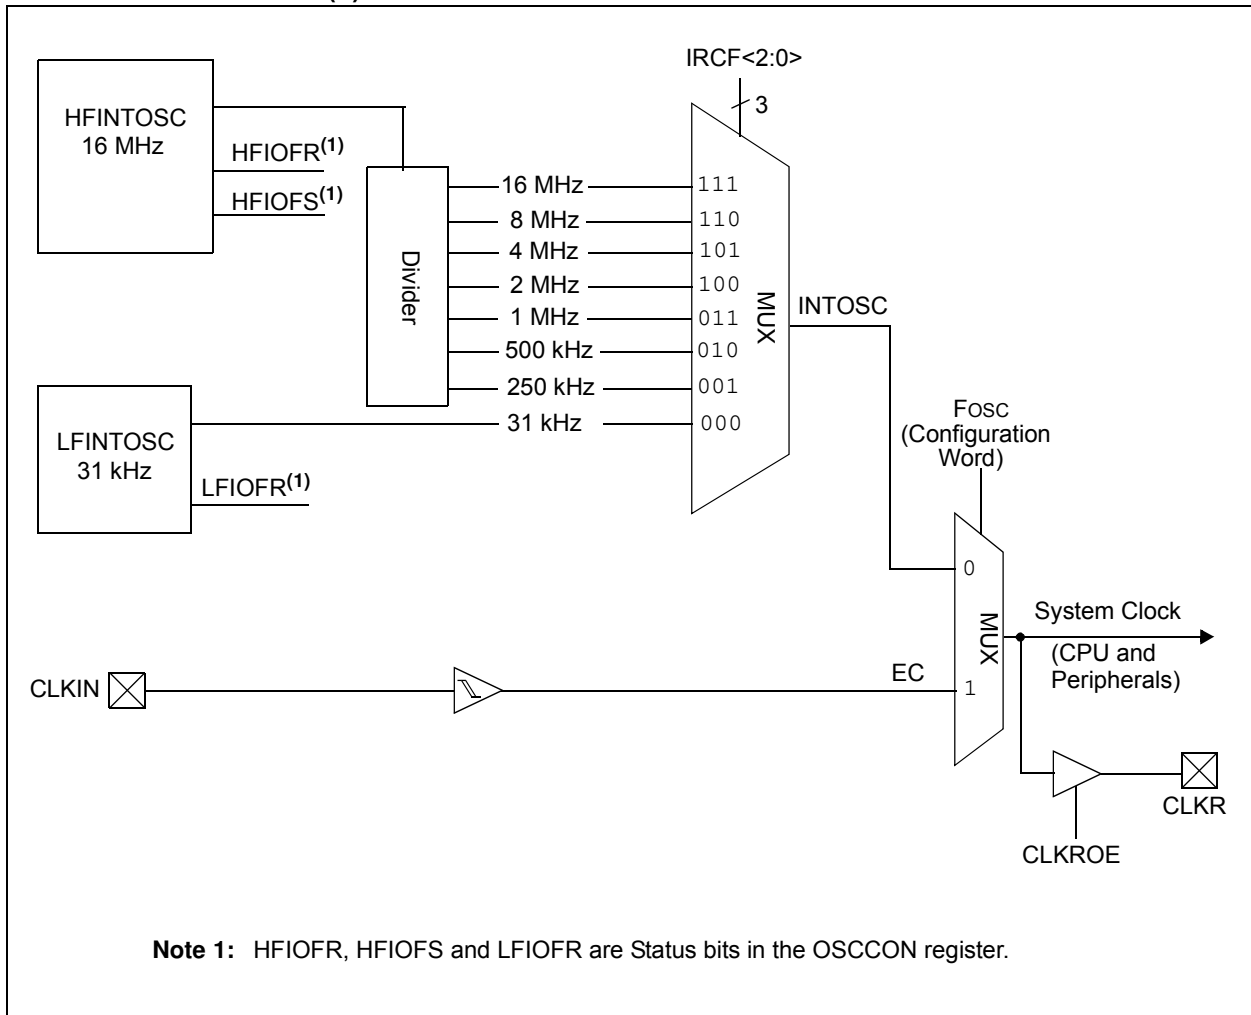 IRCF<2:0>
3
HFINTOSC
16 MHz
HFIOFR(1)
HFIOFS(1)
Divider
16 MHz
8 MHz
4 MHz
2 MHz
1 MHz
500 kHz
250 kHz
31 kHz
111
110
101
100
011
010
001
000
MUX
INTOSC
LFINTOSC
31 kHz
LFIOFR(1)
FOSC
(Configuration
Word)
0
1
MUX
System Clock
(CPU and
Peripherals)
CLKIN
EC
CLKR
CLKROE
Note 1: HFIOFR, HFIOFS and LFIOFR are Status bits in the OSCCON register.